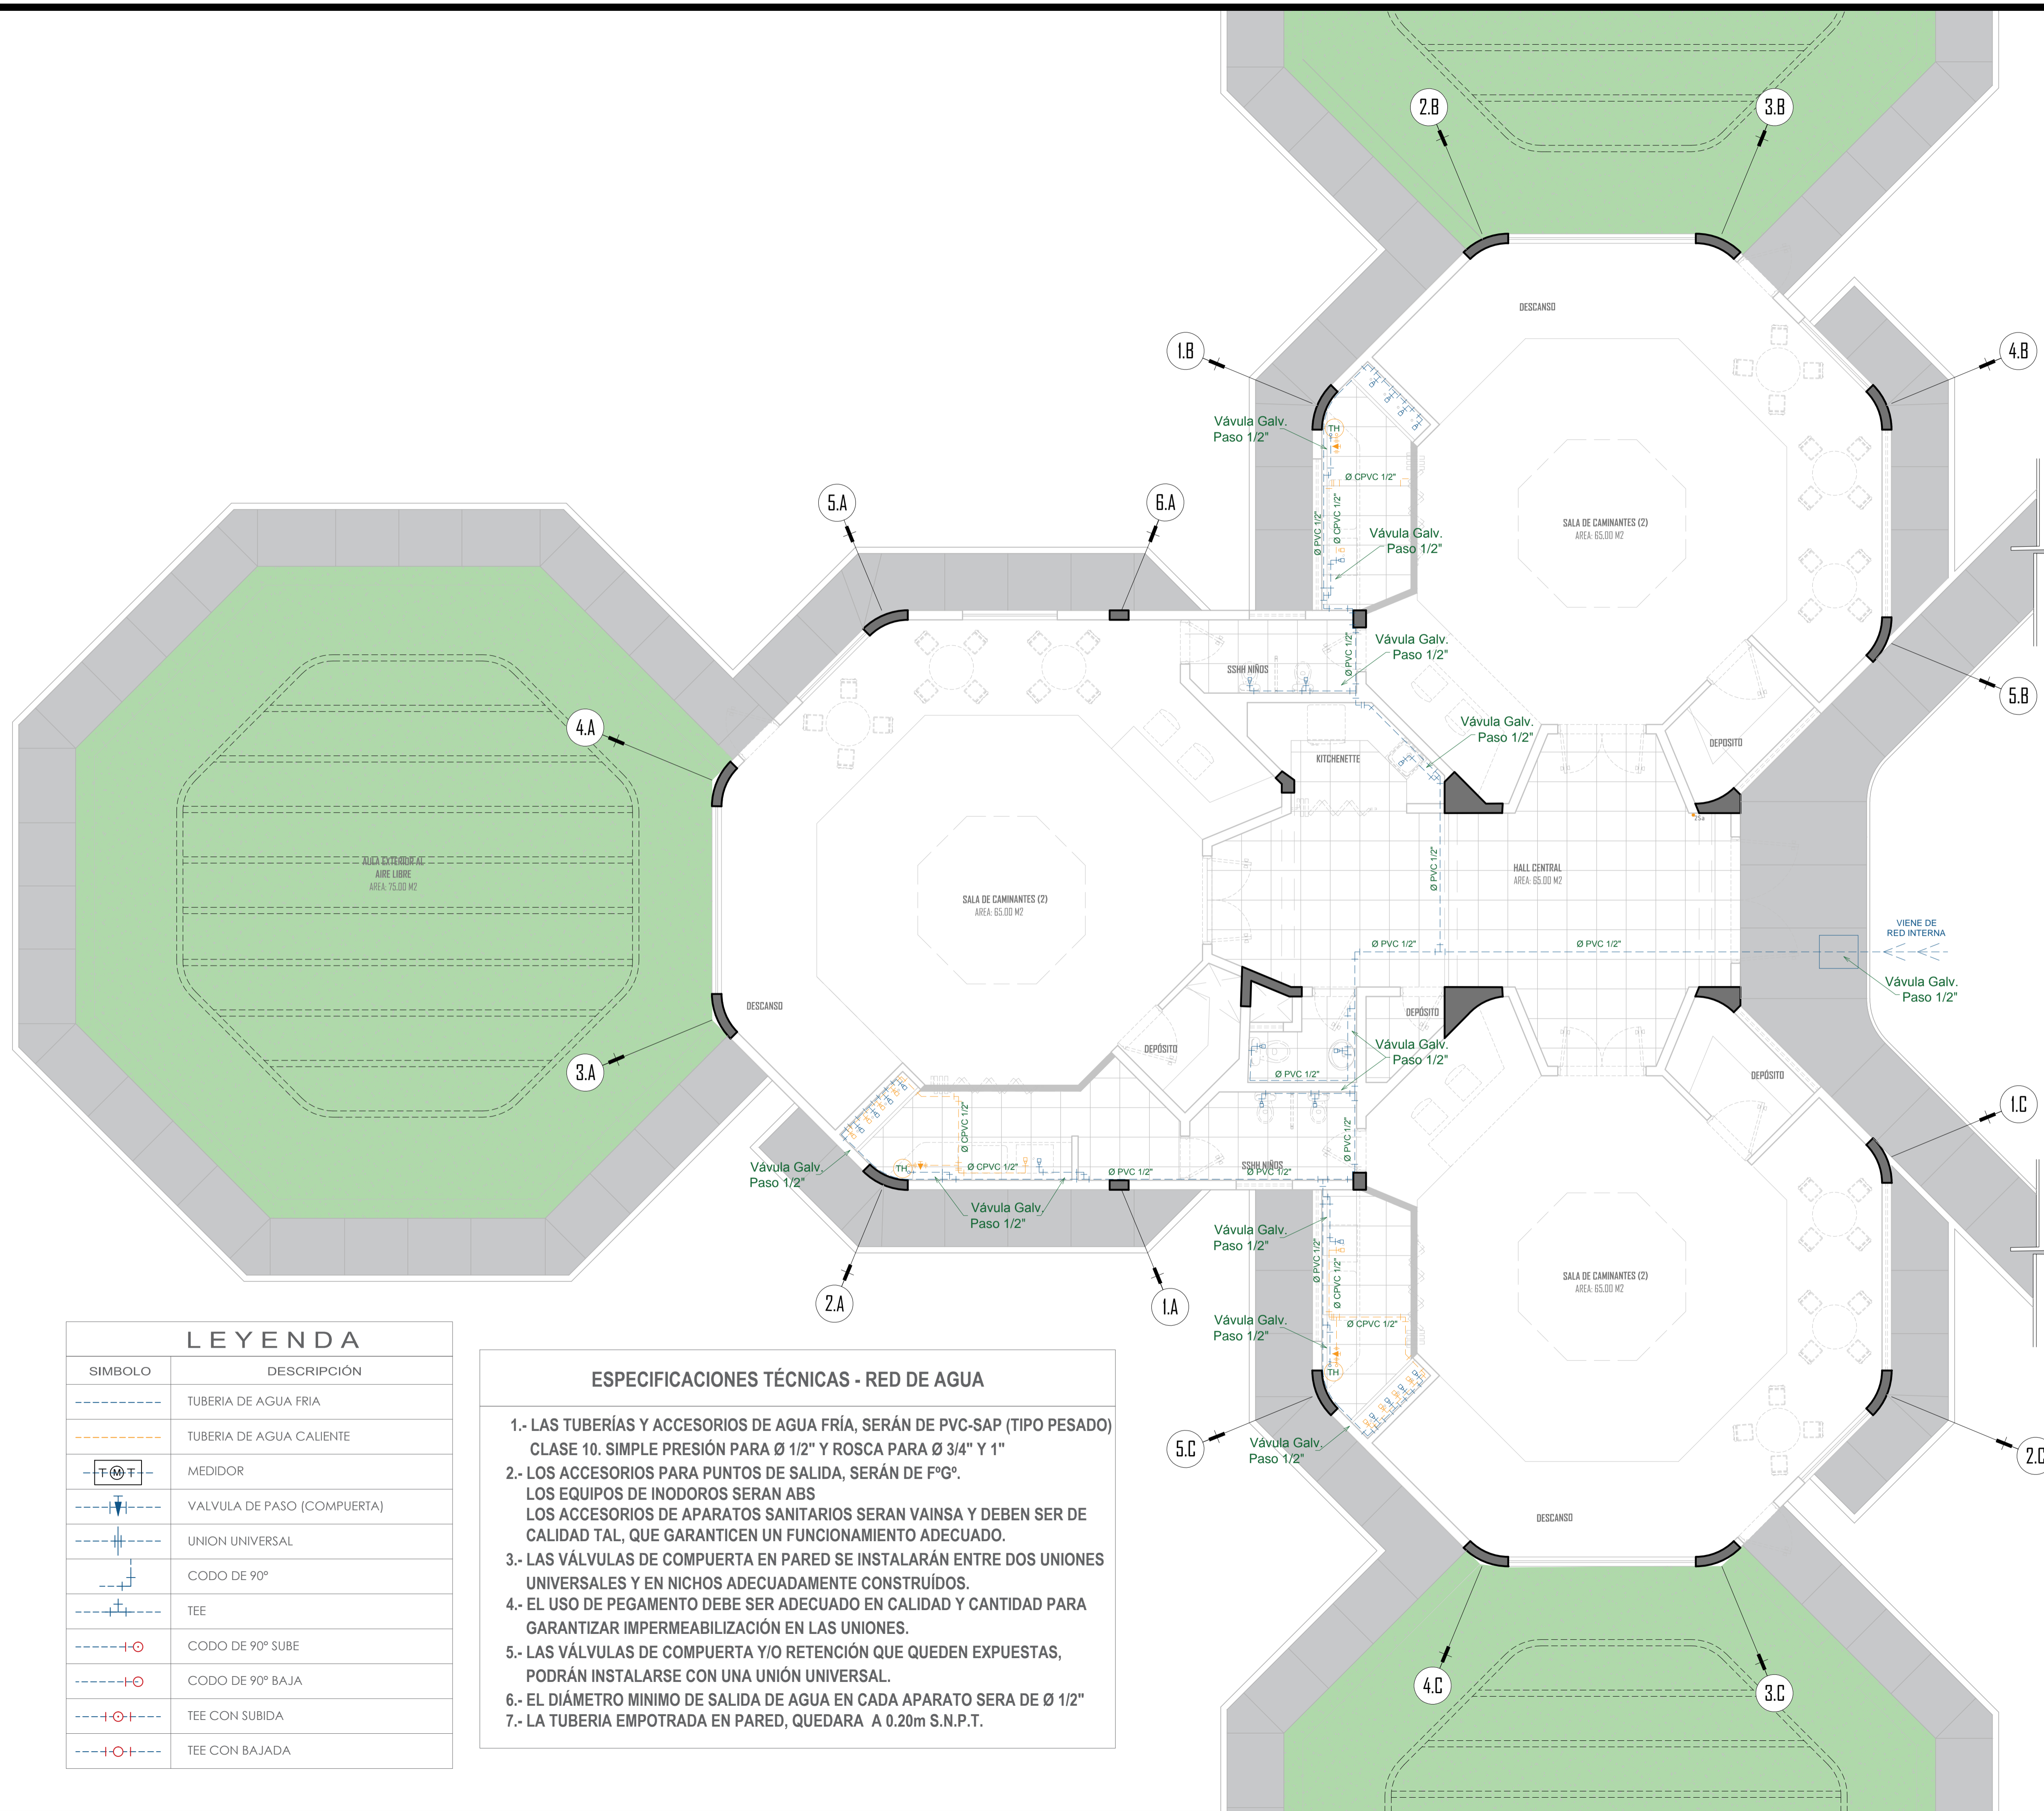 2.B
3.B
DESCANSO
1.B
4.B
Vávula Galv.
Paso 1/2"
TH
Ø CPVC 1/2"
5.A
6.A
Ø PVC 1/2"
Ø CPVC 1/2"
Vávula Galv.
Paso 1/2"
SALA DE CAMINANTES (2)
AREA: 65.00 M2
Vávula Galv.
Paso 1/2"
Ø PVC 1/2"
SSHH NIÑOS
5.B
4.A
Vávula Galv.
Paso 1/2"
DEPOSITO
KITCHENETTE
25a
AULA EXTERIOR AL
AIRE LIBRE
AREA: 75.00 M2
Ø PVC 1/2"
HALL CENTRAL
AREA: 65.00 M2
SALA DE CAMINANTES (2)
AREA: 65.00 M2
VIENE DE
RED INTERNA
Ø PVC 1/2"
Ø PVC 1/2"
Vávula Galv.
Paso 1/2"
DESCANSO
DEPÓSITO
DEPÓSITO
Vávula Galv.
Paso 1/2"
3.A
Ø PVC 1/2"
DEPÓSITO
1.C
Ø CPVC 1/2"
Ø PVC 1/2"
Vávula Galv.
Paso 1/2"
TH
Ø CPVC 1/2"
Ø PVC 1/2"
SSHH NIÑOS
Ø PVC 1/2"
Vávula Galv.
Paso 1/2"
Vávula Galv.
Paso 1/2"
Ø PVC 1/2"
Ø CPVC 1/2"
SALA DE CAMINANTES (2)
AREA: 65.00 M2
2.A
1.A
Vávula Galv.
Paso 1/2"
Ø CPVC 1/2"
TH
5.C
Vávula Galv.
Paso 1/2"
2.C
DESCANSO
4.C
3.C
LEYENDA
SIMBOLO DESCRIPCIÓN
TUBERIA DE AGUA FRIA
TUBERIA DE AGUA CALIENTE
T M T MEDIDOR
VALVULA DE PASO (COMPUERTA)
UNION UNIVERSAL
CODO DE 90º
TEE
CODO DE 90º SUBE
CODO DE 90º BAJA
TEE CON SUBIDA
TEE CON BAJADA
ESPECIFICACIONES TÉCNICAS - RED DE AGUA
1.- LAS TUBERÍAS Y ACCESORIOS DE AGUA FRÍA, SERÁN DE PVC-SAP (TIPO PESADO)
CLASE 10. SIMPLE PRESIÓN PARA Ø 1/2" Y ROSCA PARA Ø 3/4" Y 1"
2.- LOS ACCESORIOS PARA PUNTOS DE SALIDA, SERÁN DE FºGº.
LOS EQUIPOS DE INODOROS SERAN ABS
LOS ACCESORIOS DE APARATOS SANITARIOS SERAN VAINSA Y DEBEN SER DE
CALIDAD TAL, QUE GARANTICEN UN FUNCIONAMIENTO ADECUADO.
3.- LAS VÁLVULAS DE COMPUERTA EN PARED SE INSTALARÁN ENTRE DOS UNIONES
UNIVERSALES Y EN NICHOS ADECUADAMENTE CONSTRUÍDOS.
4.- EL USO DE PEGAMENTO DEBE SER ADECUADO EN CALIDAD Y CANTIDAD PARA
GARANTIZAR IMPERMEABILIZACIÓN EN LAS UNIONES.
5.- LAS VÁLVULAS DE COMPUERTA Y/O RETENCIÓN QUE QUEDEN EXPUESTAS,
PODRÁN INSTALARSE CON UNA UNIÓN UNIVERSAL.
6.- EL DIÁMETRO MINIMO DE SALIDA DE AGUA EN CADA APARATO SERA DE Ø 1/2"
7.- LA TUBERIA EMPOTRADA EN PARED, QUEDARA A 0.20m S.N.P.T.